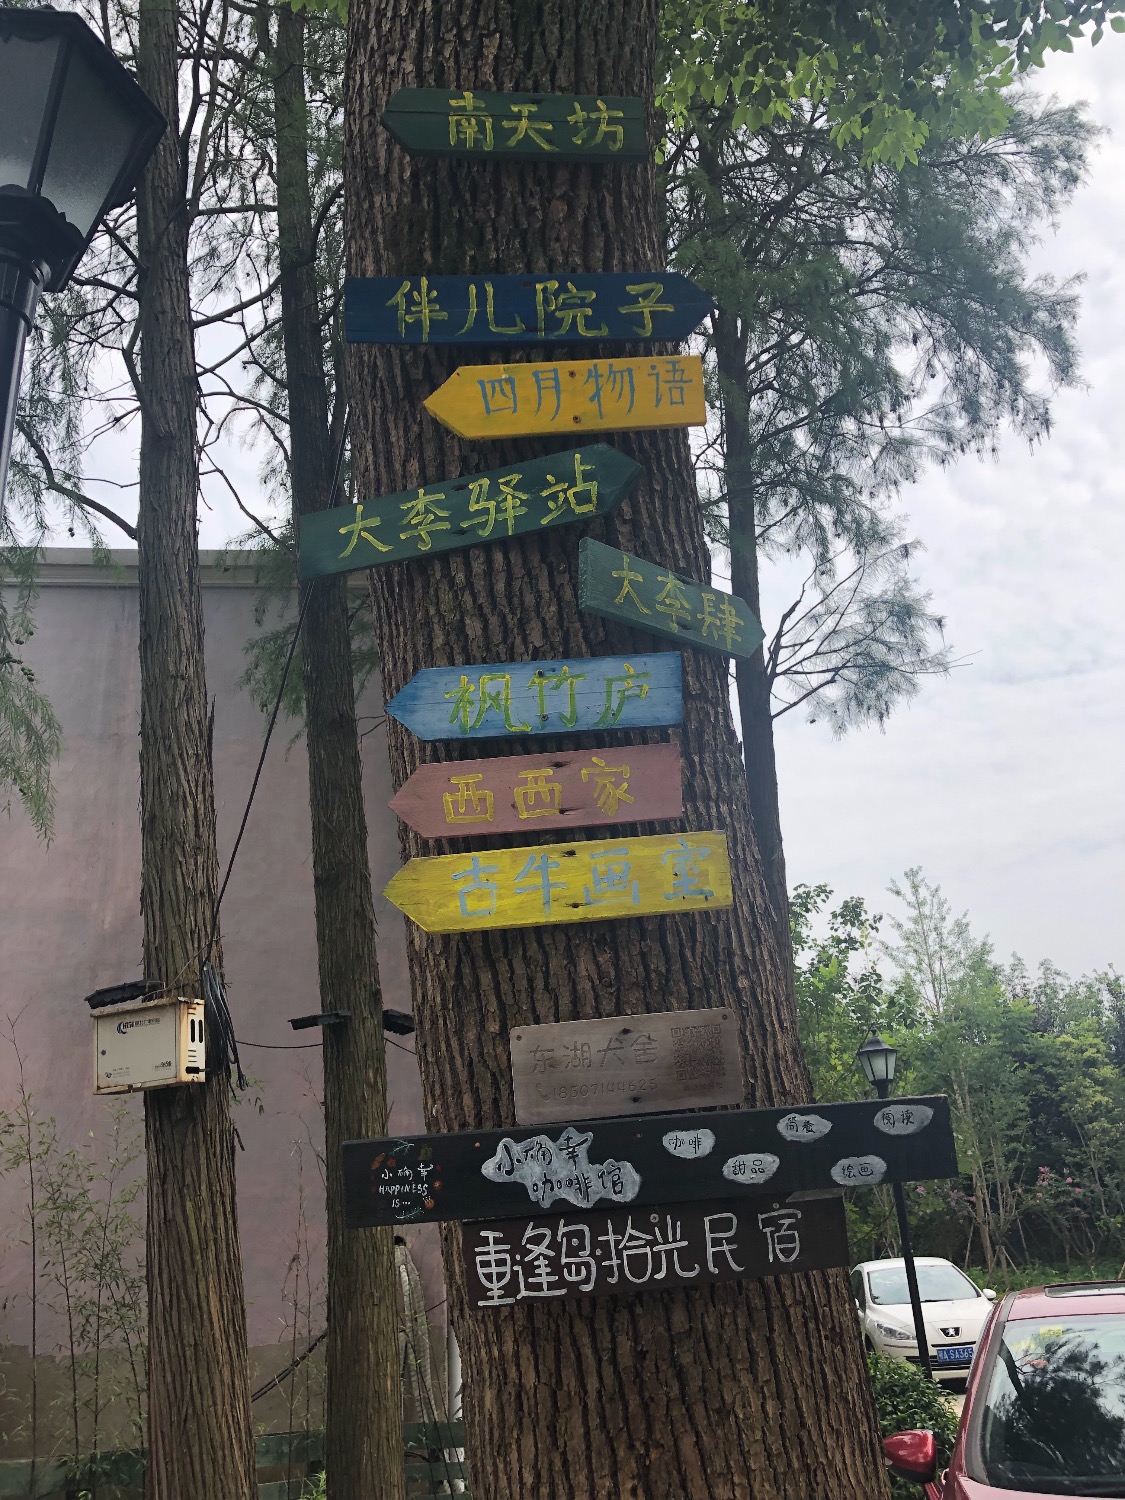 南天坊
伴儿院子
四月物语
大李驿站
大李肆
枫竹庐
西西家
古牛画室
东湖犬舍
18507144625
小确幸
HAPPINESS
IS...
小确幸
咖啡馆
咖啡
甜品
简餐
绘画
阅读
重逢岛拾光民宿